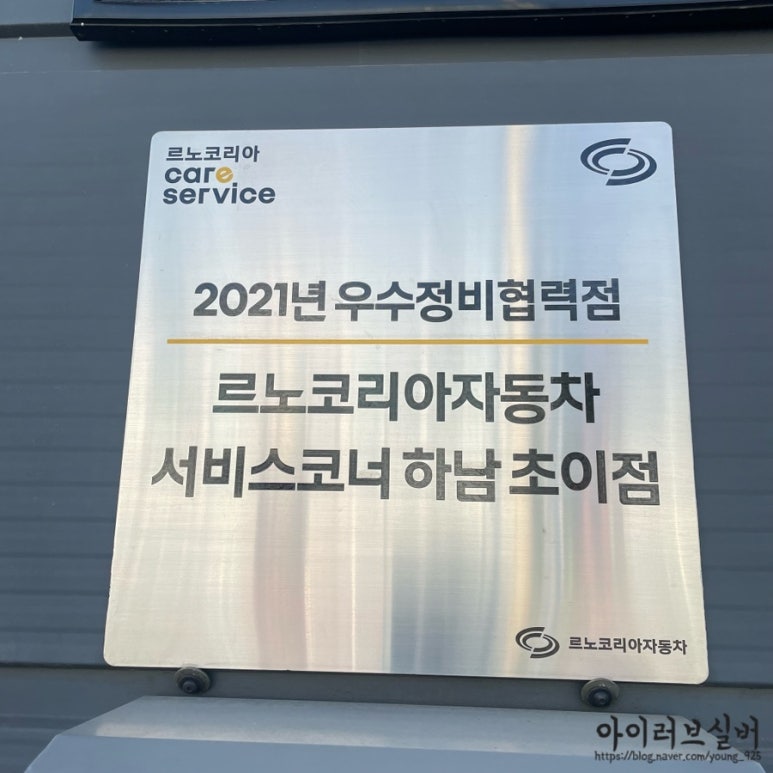 르노코리아
care
service
2021년 우수정비협력점
르노코리아자동차
서비스코너 하남 초이점
르노코리아자동차
아이러브실버
https://blog.naver.com/young_925